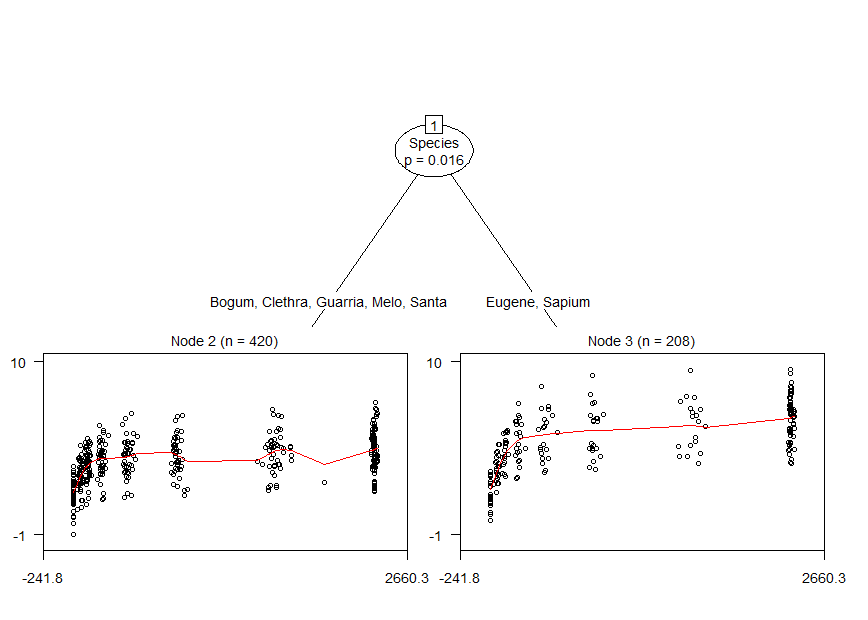 1
Species
p = 0.016
Bogum, Clethra, Guarria, Melo, Santa
Eugene, Sapium
Node 2 (n = 420)
Node 3 (n = 208)
10
-1
-241.8
2660.3
10
-1
-241.8
2660.3